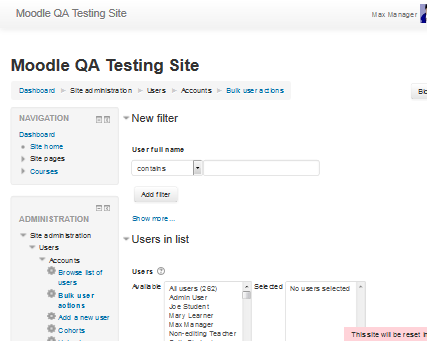 Moodle QA Testing Site
Max Manager
Moodle QA Testing Site
Dashboard Site administration Users Accounts Bulk user actions
NAVIGATION
Dashboard
Site home
Site pages
Courses
ADMINISTRATION
Site administration
Users
Accounts
Browse list of
users
Bulk user
actions
Add a new user
Cohorts
New filter
User full name
contains
Add filter
Show more...
Users in list
Users
Available
All users (262)
Admin User
Joe Student
Mary Learner
Max Manager
Non-editing Teacher
Selected
No users selected
This site will be reset in